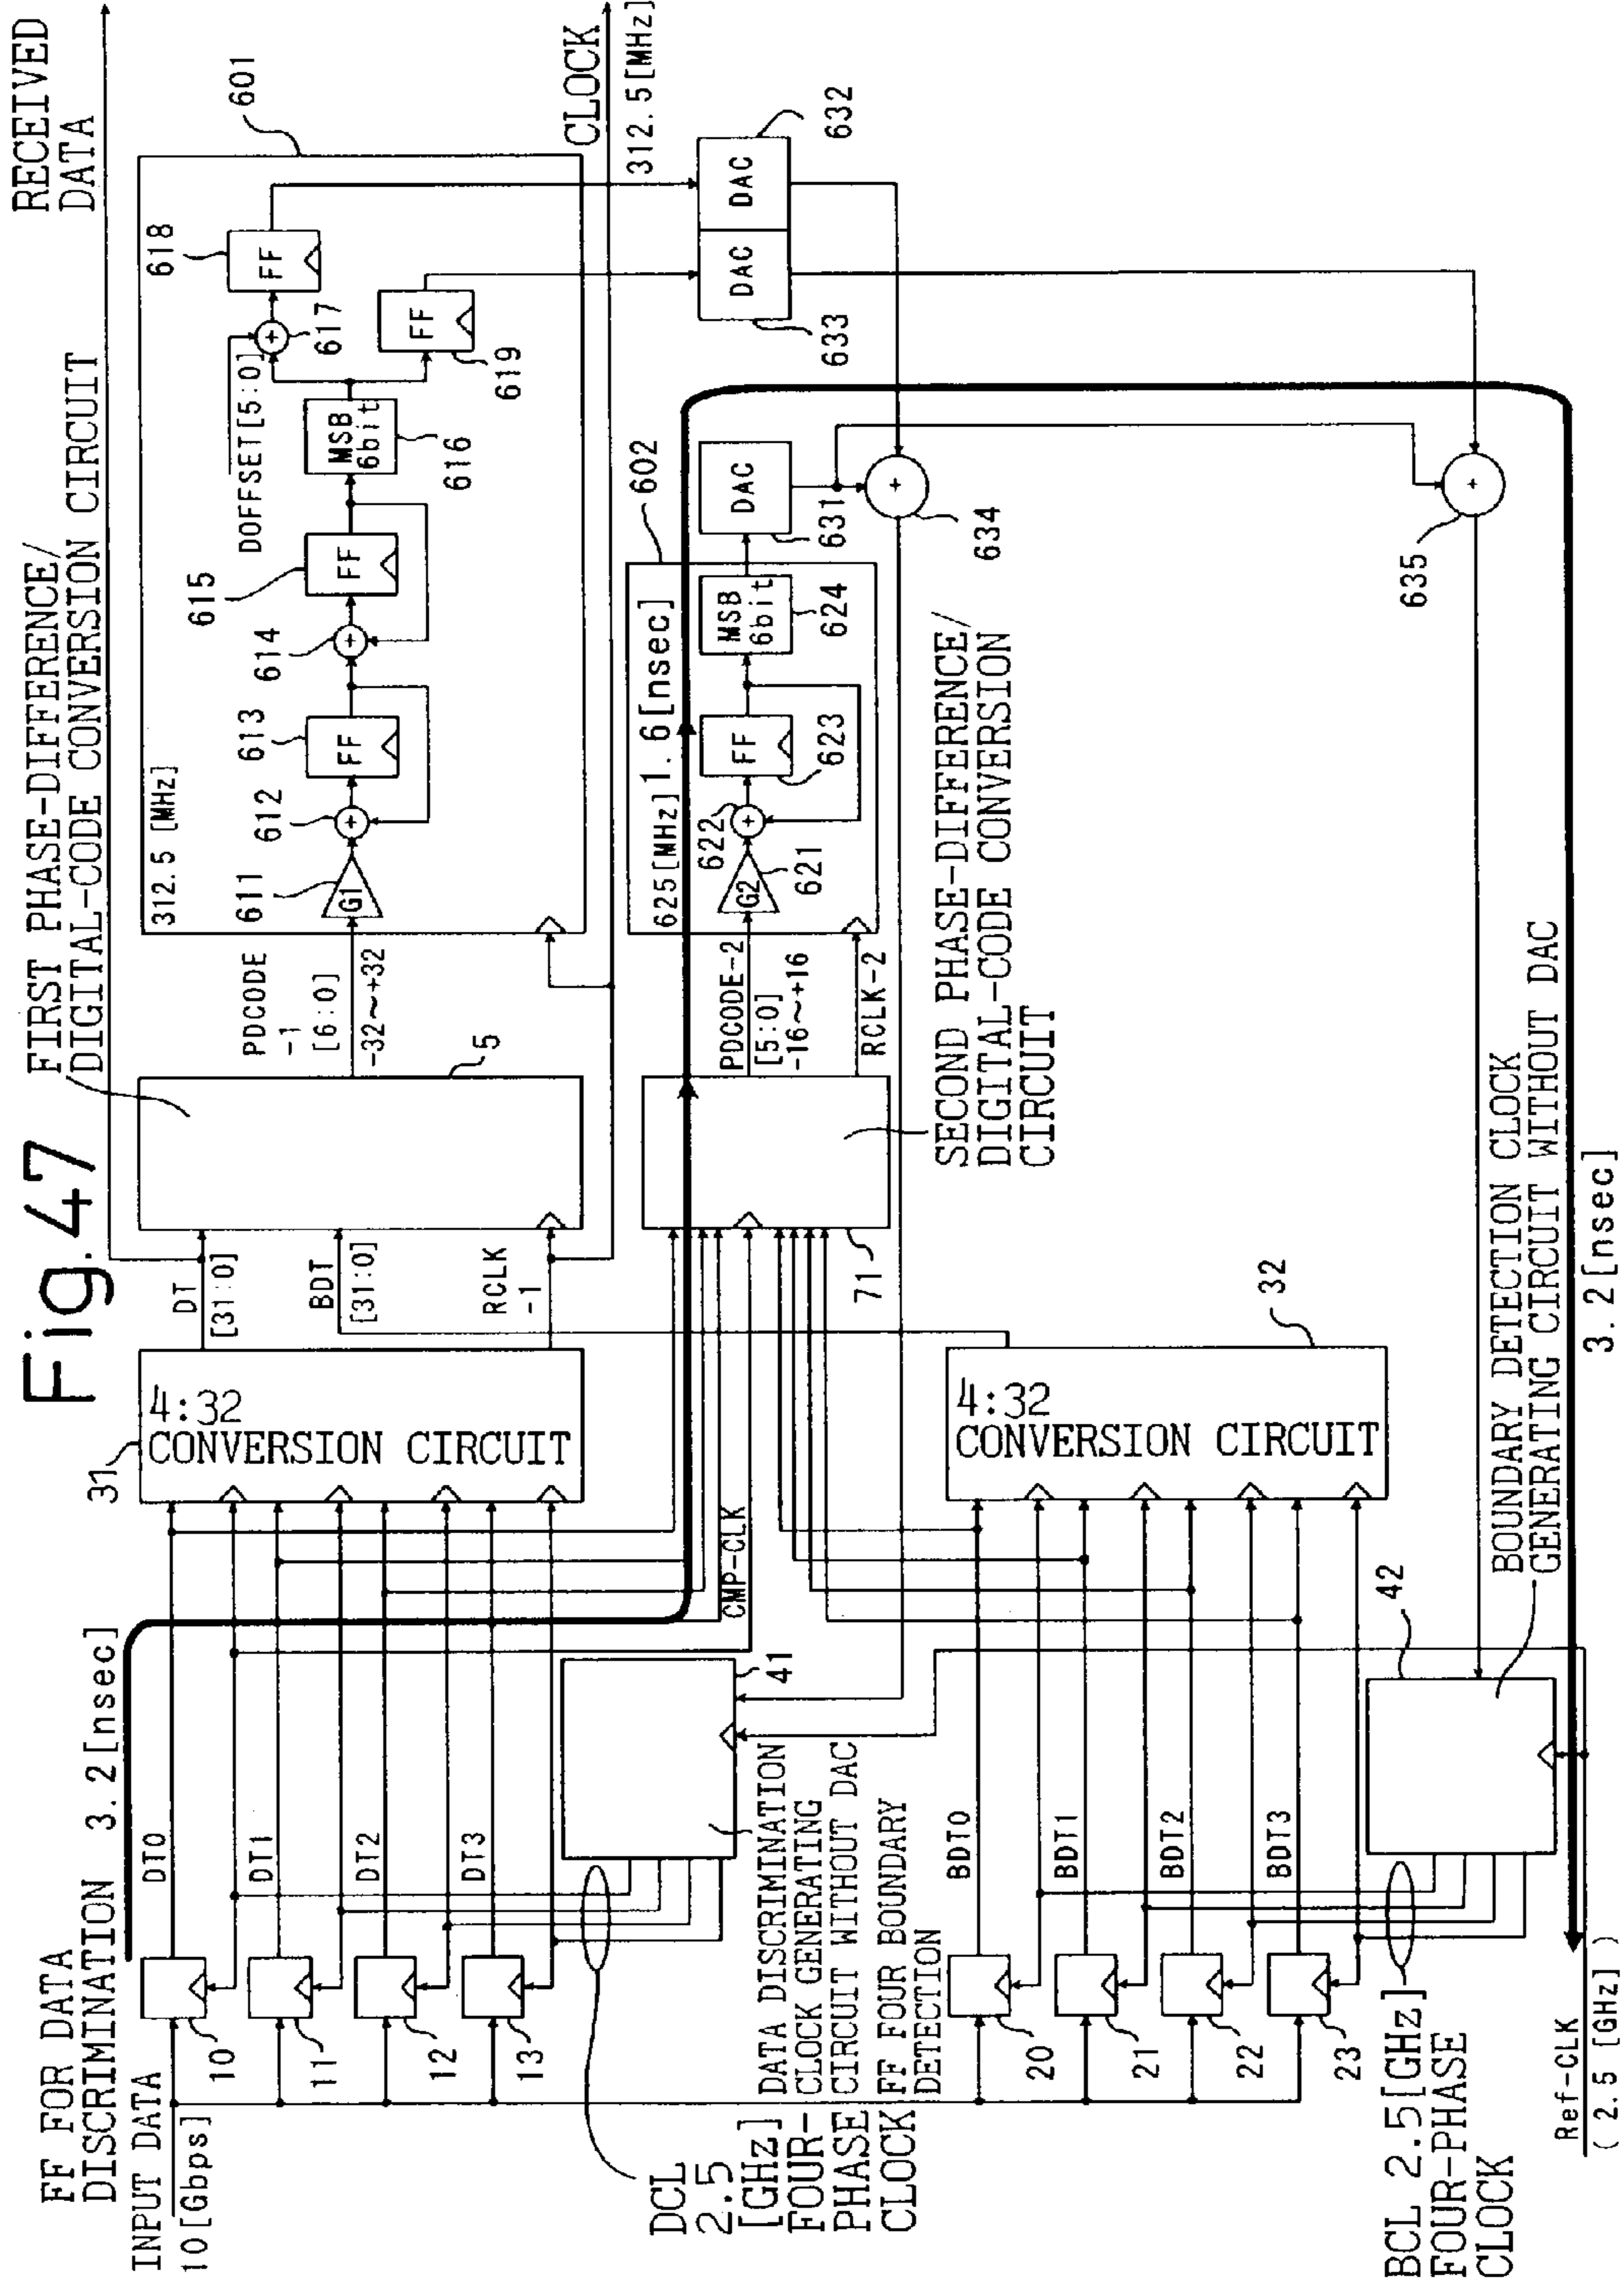 Fig. 47
FF FOR DATA
DISCRIMINATION 3.2[nsec]
INPUT DATA
10[Gbps]
10
11
12
13
DT0
DT1
DT2
DT3
31
4:32
CONVERSION CIRCUIT
DT
[31:0]
BDT
[31:0]
RCLK
-1
FIRST PHASE-DIFFERENCE/
DIGITAL-CODE CONVERSION CIRCUIT
5
PDCODE
-1
[6:0]
-32~+32
312.5[MHz]
G1
611
612
FF
613
614
FF
615
MSB
6bit
616
DOFFSET[5:0]
617
FF
618
FF
619
601
RECEIVED
DATA
CLOCK
312.5[MHz]
DAC
DAC
632
633
DCL
2.5
[GHz]
FOUR-
PHASE
CLOCK
DATA DISCRIMINATION
CLOCK GENERATING
CIRCUIT WITHOUT DAC
41
CMP-CLK
71
SECOND PHASE-DIFFERENCE/
DIGITAL-CODE CONVERSION
CIRCUIT
PDCODE-2
[5:0]
-16~+16
RCLK-2
625[MHz] 1.6[nsec]
G2
621
622
FF
623
MSB
6bit
624
602
DAC
631
634
635
FF FOUR BOUNDARY
DETECTION
20
21
22
23
BDT0
BDT1
BDT2
BDT3
4:32
CONVERSION CIRCUIT
32
42
BOUNDARY DETECTION CLOCK
GENERATING CIRCUIT WITHOUT DAC
BCL 2.5[GHz]
FOUR-PHASE
CLOCK
Ref-CLK
(2.5[GHz])
3.2[nsec]